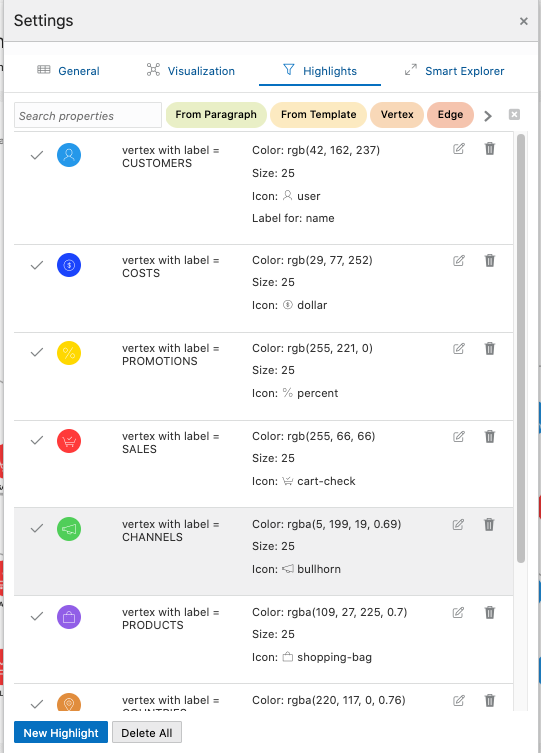 Settings
General
Visualization
Highlights
Smart Explorer
Search properties
From Paragraph
From Template
Vertex
Edge
vertex with label =
CUSTOMERS
Color: rgb(42, 162, 237)
Size: 25
Icon: user
Label for: name
vertex with label =
COSTS
Color: rgb(29, 77, 252)
Size: 25
Icon: dollar
vertex with label =
PROMOTIONS
Color: rgb(255, 221, 0)
Size: 25
Icon: percent
vertex with label =
SALES
Color: rgb(255, 66, 66)
Size: 25
Icon: cart-check
vertex with label =
CHANNELS
Color: rgba(5, 199, 19, 0.69)
Size: 25
Icon: bullhorn
vertex with label =
PRODUCTS
Color: rgba(109, 27, 225, 0.7)
Size: 25
Icon: shopping-bag
vertex with label =
COUNTRIES
Color: rgba(220, 117, 0, 0.76)
New Highlight
Delete All